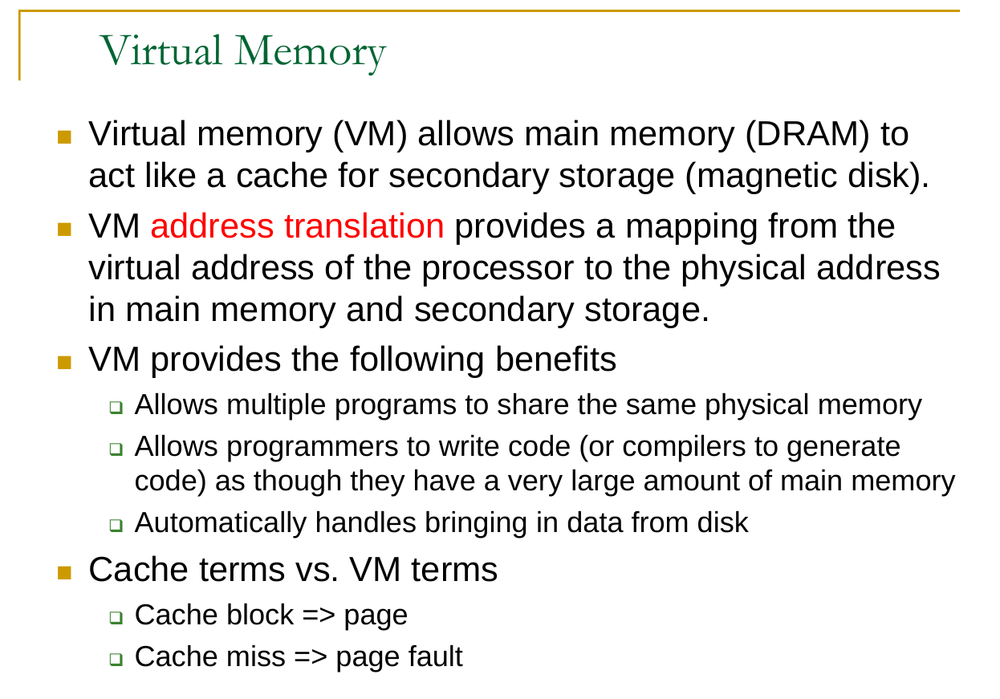 Virtual Memory
Virtual memory (VM) allows main memory (DRAM) to
act like a cache for secondary storage (magnetic disk).
VM address translation provides a mapping from the
virtual address of the processor to the physical address
in main memory and secondary storage.
VM provides the following benefits
Allows multiple programs to share the same physical memory
Allows programmers to write code (or compilers to generate
code) as though they have a very large amount of main memory
Automatically handles bringing in data from disk
Cache terms vs. VM terms
Cache block => page
Cache miss => page fault